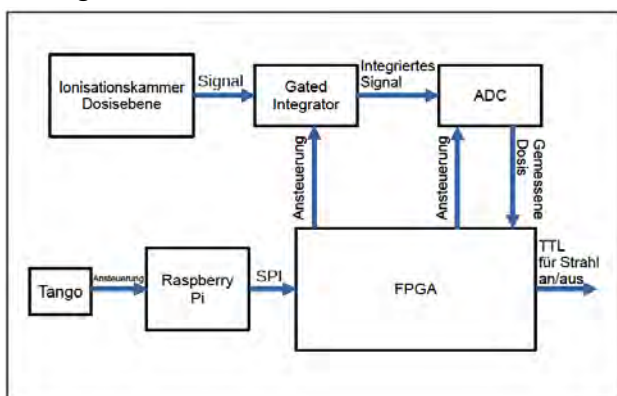 Ionisationskammer
Dosisebene
Signal
Gated
Integrator
Integriertes
Signal
ADC
Ansteuerung
Ansteuerung
Gemessene
Dosis
Tango
Ansteuerung
Raspberry
Pi
SPI
FPGA
TTL
für Strahl
an/aus